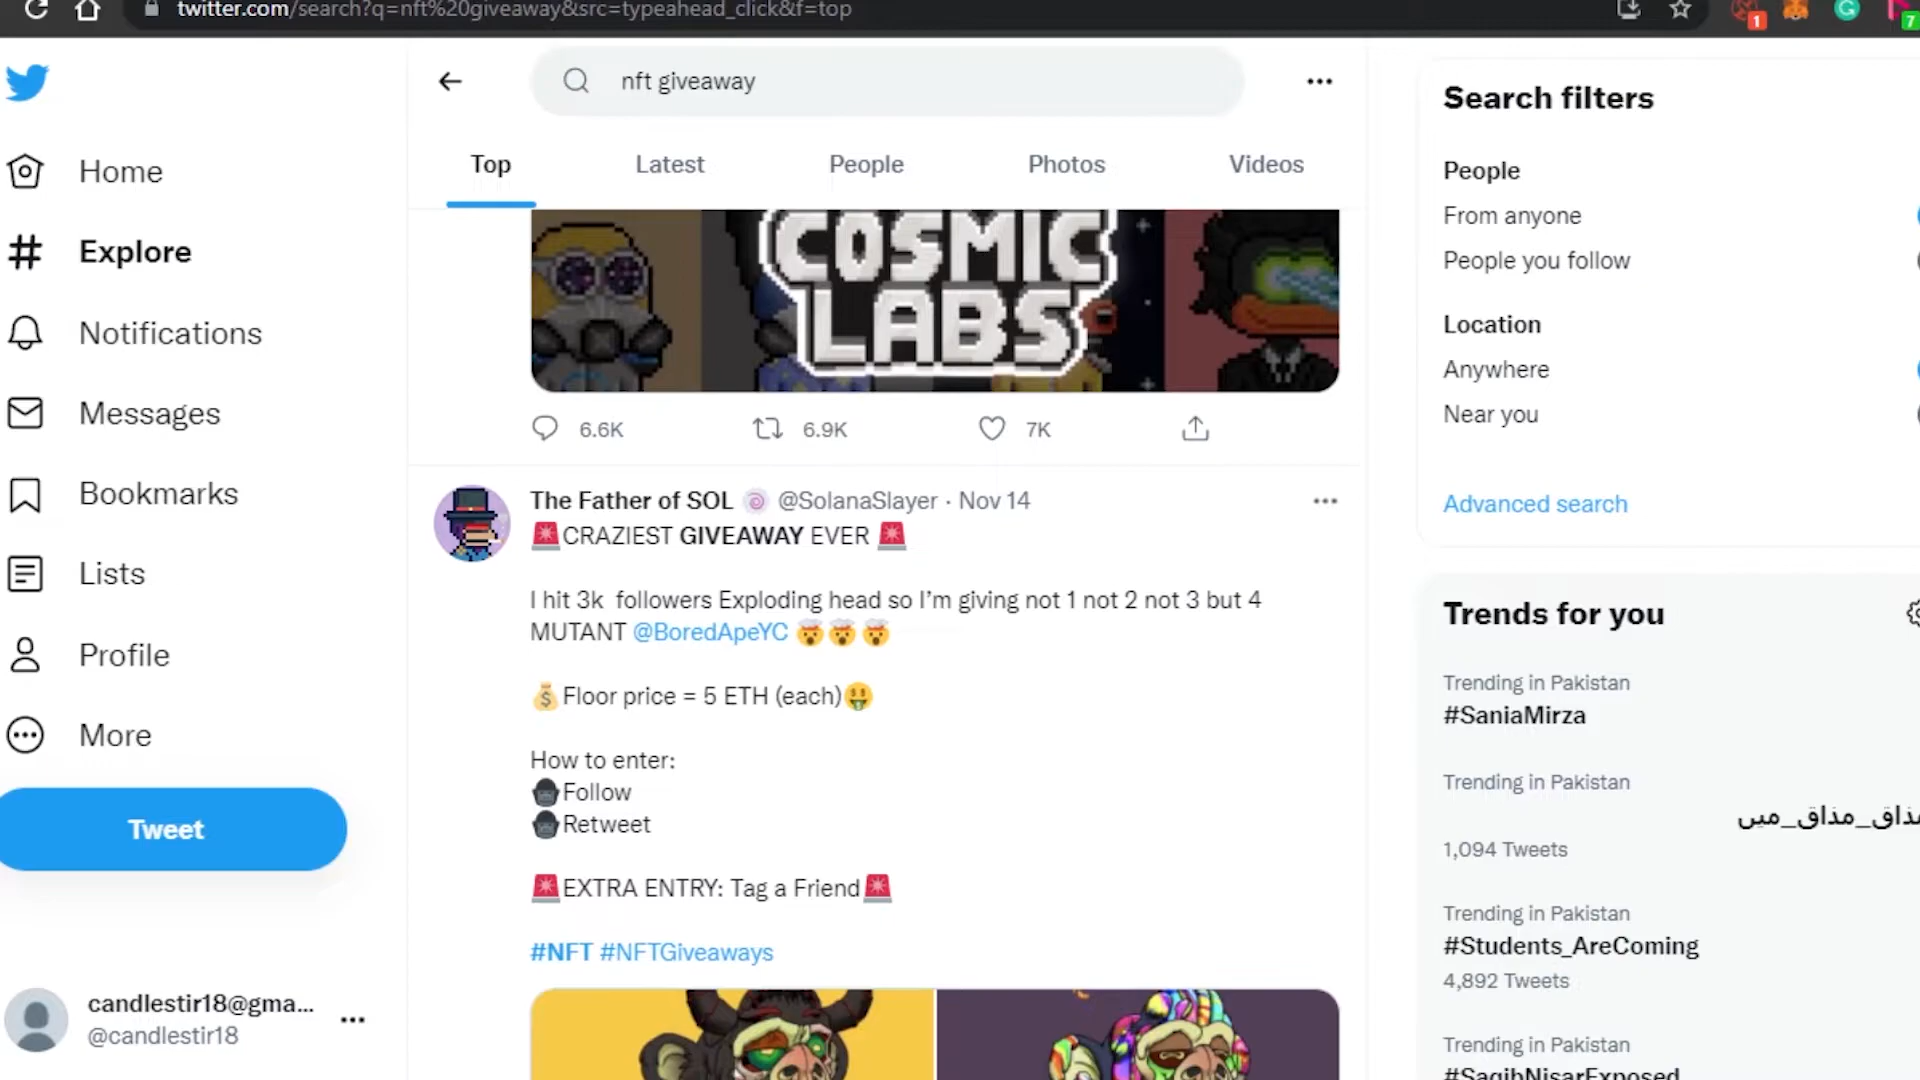 twitter.com/search?q=nft%20giveaway&src=typeahead_click&f=top
1
7
nft giveaway
Top
Latest
People
Photos
Videos
Home
Explore
Notifications
Messages
Bookmarks
Lists
Profile
More
Tweet
candlestir18@gma...
@candlestir18
COSMIC
LABS
6.6K
6.9K
7K
The Father of SOL @SolanaSlayer · Nov 14
🚨CRAZIEST GIVEAWAY EVER 🚨
I hit 3k followers Exploding head so I'm giving not 1 not 2 not 3 but 4
MUTANT @BoredApeYC 🤯🤯🤯
💰Floor price = 5 ETH (each)🤑
How to enter:
Follow
Retweet
🚨EXTRA ENTRY: Tag a Friend🚨
#NFT #NFTGiveaways
Search filters
People
From anyone
People you follow
Location
Anywhere
Near you
Advanced search
Trends for you
Trending in Pakistan
#SaniaMirza
Trending in Pakistan
مذاق_مذاق_میں
1,094 Tweets
Trending in Pakistan
#Students_AreComing
4,892 Tweets
Trending in Pakistan
#SaqibNisarExposed